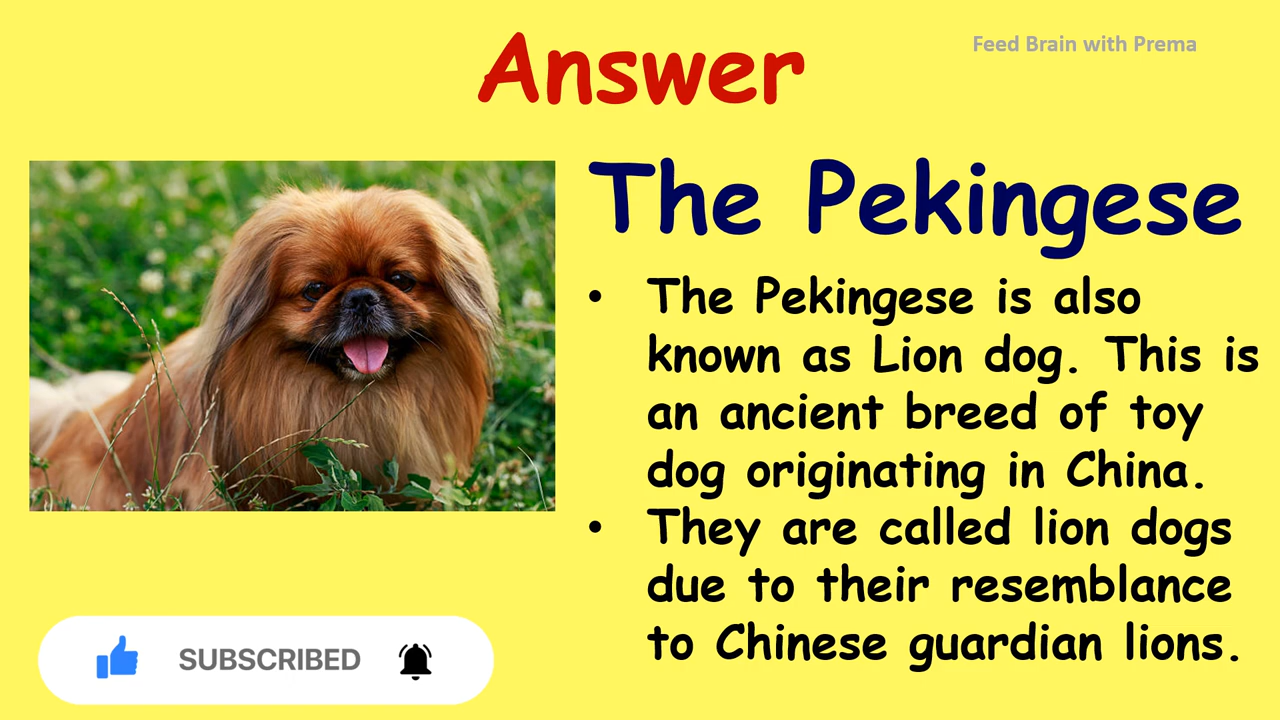 Answer
Feed Brain with Prema
The Pekingese
• The Pekingese is also
known as Lion dog. This is
an ancient breed of toy
dog originating in China.
• They are called lion dogs
due to their resemblance
to Chinese guardian lions.
SUBSCRIBED